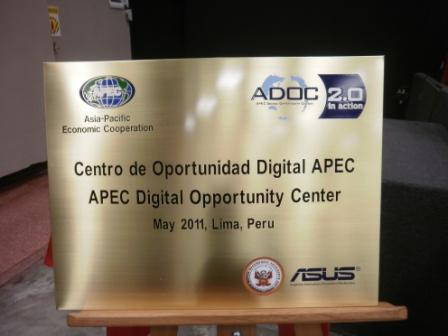 APEC
Asia-Pacific
Economic Cooperation
ADOC 2.0
in action
Centro de Oportunidad Digital APEC
APEC Digital Opportunity Center
May 2011, Lima, Peru
ASUS